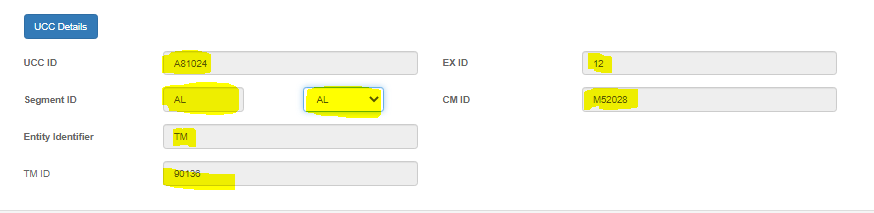 UCC Details
UCC ID A81024 EX ID 12
Segment ID AL AL CM ID M52028
Entity Identifier TM
TM ID 90136